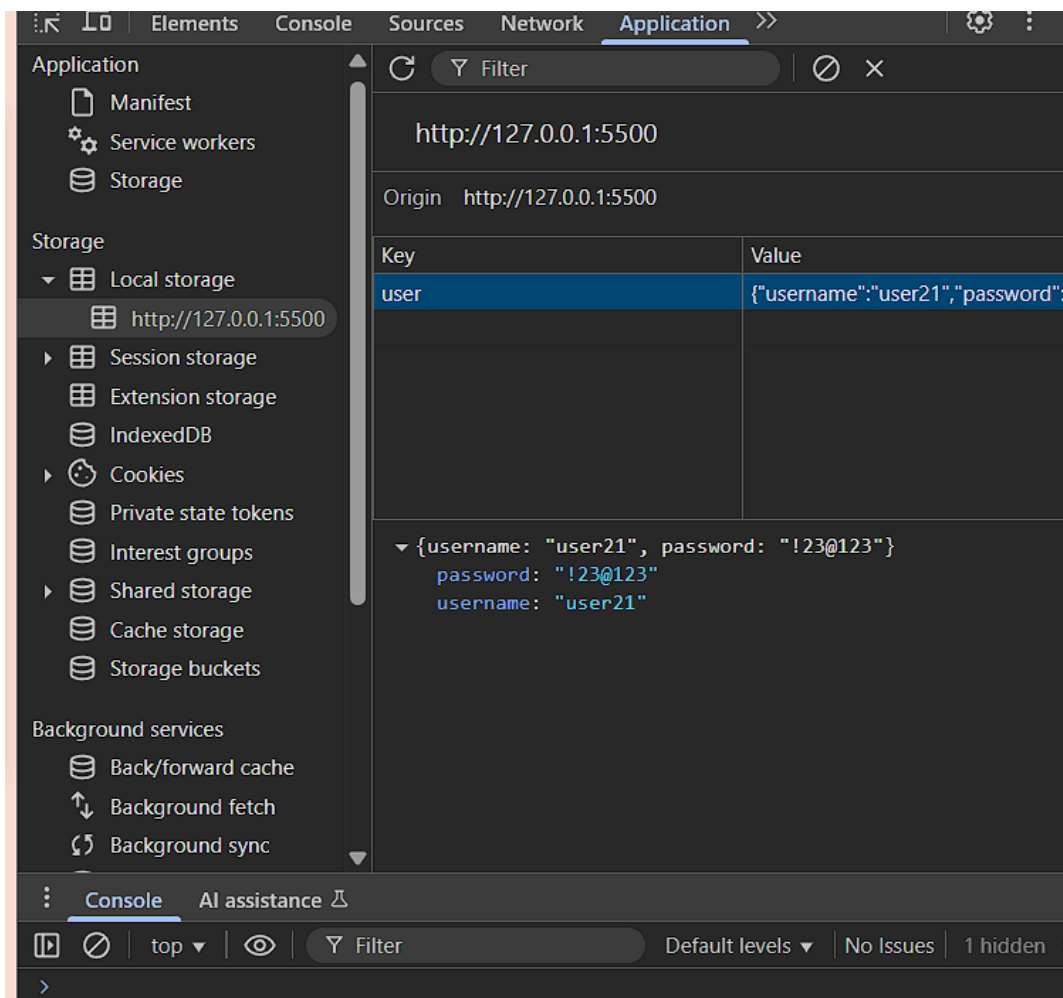 Elements Console Sources Network Application
Application
Manifest
Service workers
Storage
Storage
Local storage
http://127.0.0.1:5500
Session storage
Extension storage
IndexedDB
Cookies
Private state tokens
Interest groups
Shared storage
Cache storage
Storage buckets
Background services
Back/forward cache
Background fetch
Background sync
Filter
http://127.0.0.1:5500
Origin http://127.0.0.1:5500
Key Value
user {"username":"user21","password":
{username: "user21", password: "!23@123"}
password: "!23@123"
username: "user21"
Console AI assistance
top Filter Default levels No Issues 1 hidden